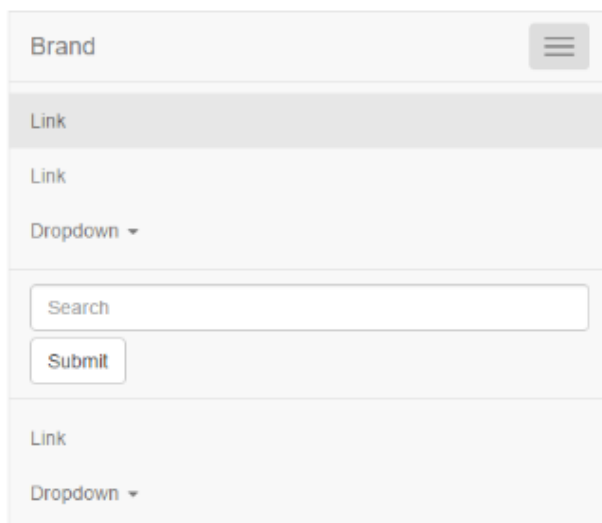 Brand
Link
Link
Dropdown
Search
Submit
Link
Dropdown